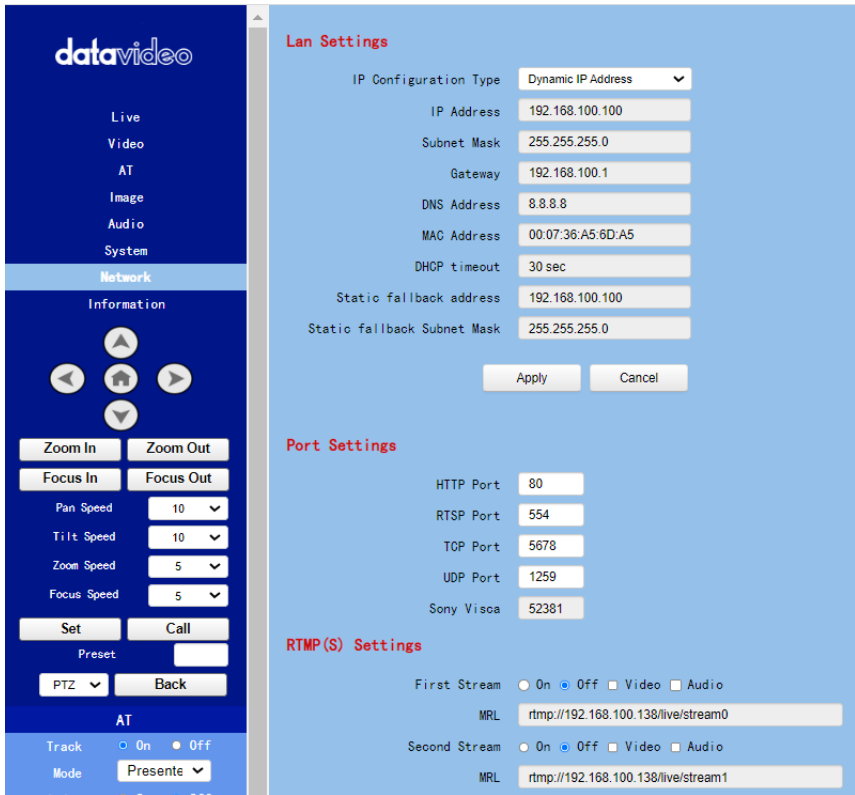 datavideo
Live
Video
AT
Image
Audio
System
Network
Information
Zoom In Zoom Out
Focus In Focus Out
Pan Speed 10
Tilt Speed 10
Zoom Speed 5
Focus Speed 5
Set Call
Preset
PTZ Back
AT
Track On Off
Mode Presente
Lan Settings
IP Configuration Type Dynamic IP Address
IP Address 192.168.100.100
Subnet Mask 255.255.255.0
Gateway 192.168.100.1
DNS Address 8.8.8.8
MAC Address 00:07:36:A5:6D:A5
DHCP timeout 30 sec
Static fallback address 192.168.100.100
Static fallback Subnet Mask 255.255.255.0
Apply Cancel
Port Settings
HTTP Port 80
RTSP Port 554
TCP Port 5678
UDP Port 1259
Sony Visca 52381
RTMP(S) Settings
First Stream On Off Video Audio
MRL rtmp://192.168.100.138/live/stream0
Second Stream On Off Video Audio
MRL rtmp://192.168.100.138/live/stream1